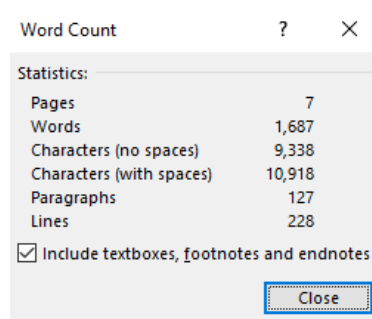 Word Count ? ×
Statistics:
Pages 7
Words 1,687
Characters (no spaces) 9,338
Characters (with spaces) 10,918
Paragraphs 127
Lines 228
Include textboxes, footnotes and endnotes
Close